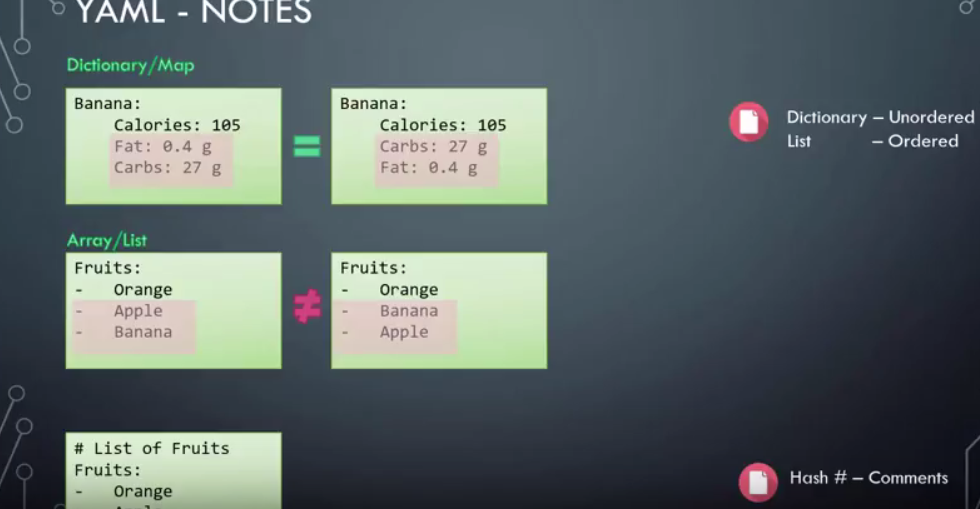 YAML - NOTES
Dictionary/Map
Banana:
Calories: 105
Fat: 0.4 g
Carbs: 27 g
=
Banana:
Calories: 105
Carbs: 27 g
Fat: 0.4 g
Dictionary – Unordered
List – Ordered
Array/List
Fruits:
- Orange
- Apple
- Banana
≠
Fruits:
- Orange
- Banana
- Apple
# List of Fruits
Fruits:
- Orange
Hash # – Comments